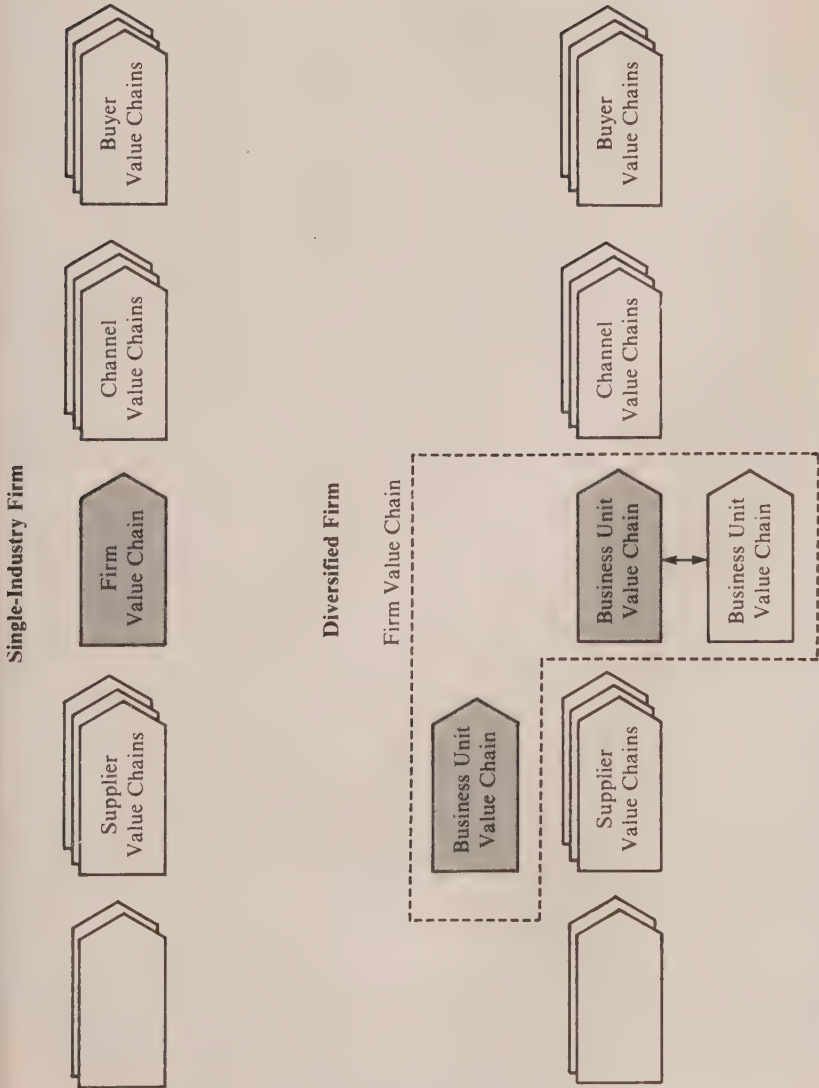 Single-Industry Firm
Supplier
Value Chains
Firm
Value Chain
Channel
Value Chains
Buyer
Value Chains
Diversified Firm
Firm Value Chain
Business Unit
Value Chain
Supplier
Value Chains
Business Unit
Value Chain
Business Unit
Value Chain
Channel
Value Chains
Buyer
Value Chains